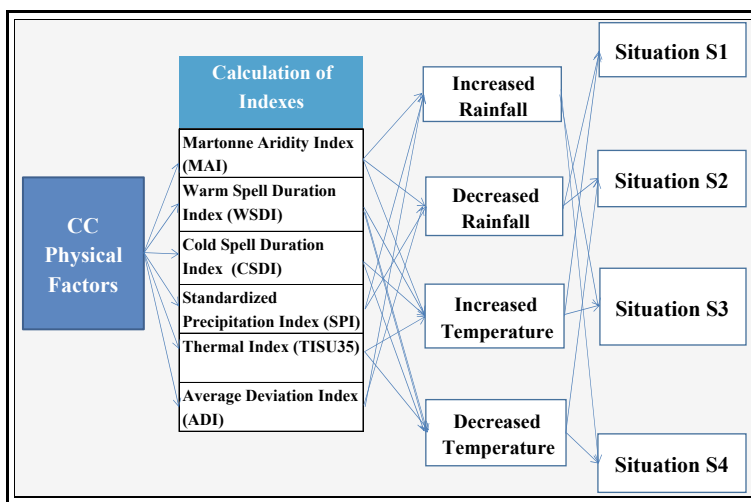 CC
Physical
Factors
Calculation of
Indexes
Martonne Aridity Index
(MAI)
Warm Spell Duration
Index (WSDI)
Cold Spell Duration
Index (CSDI)
Standardized
Precipitation Index (SPI)
Thermal Index (TISU35)
Average Deviation Index
(ADI)
Increased
Rainfall
Decreased
Rainfall
Increased
Temperature
Decreased
Temperature
Situation S1
Situation S2
Situation S3
Situation S4